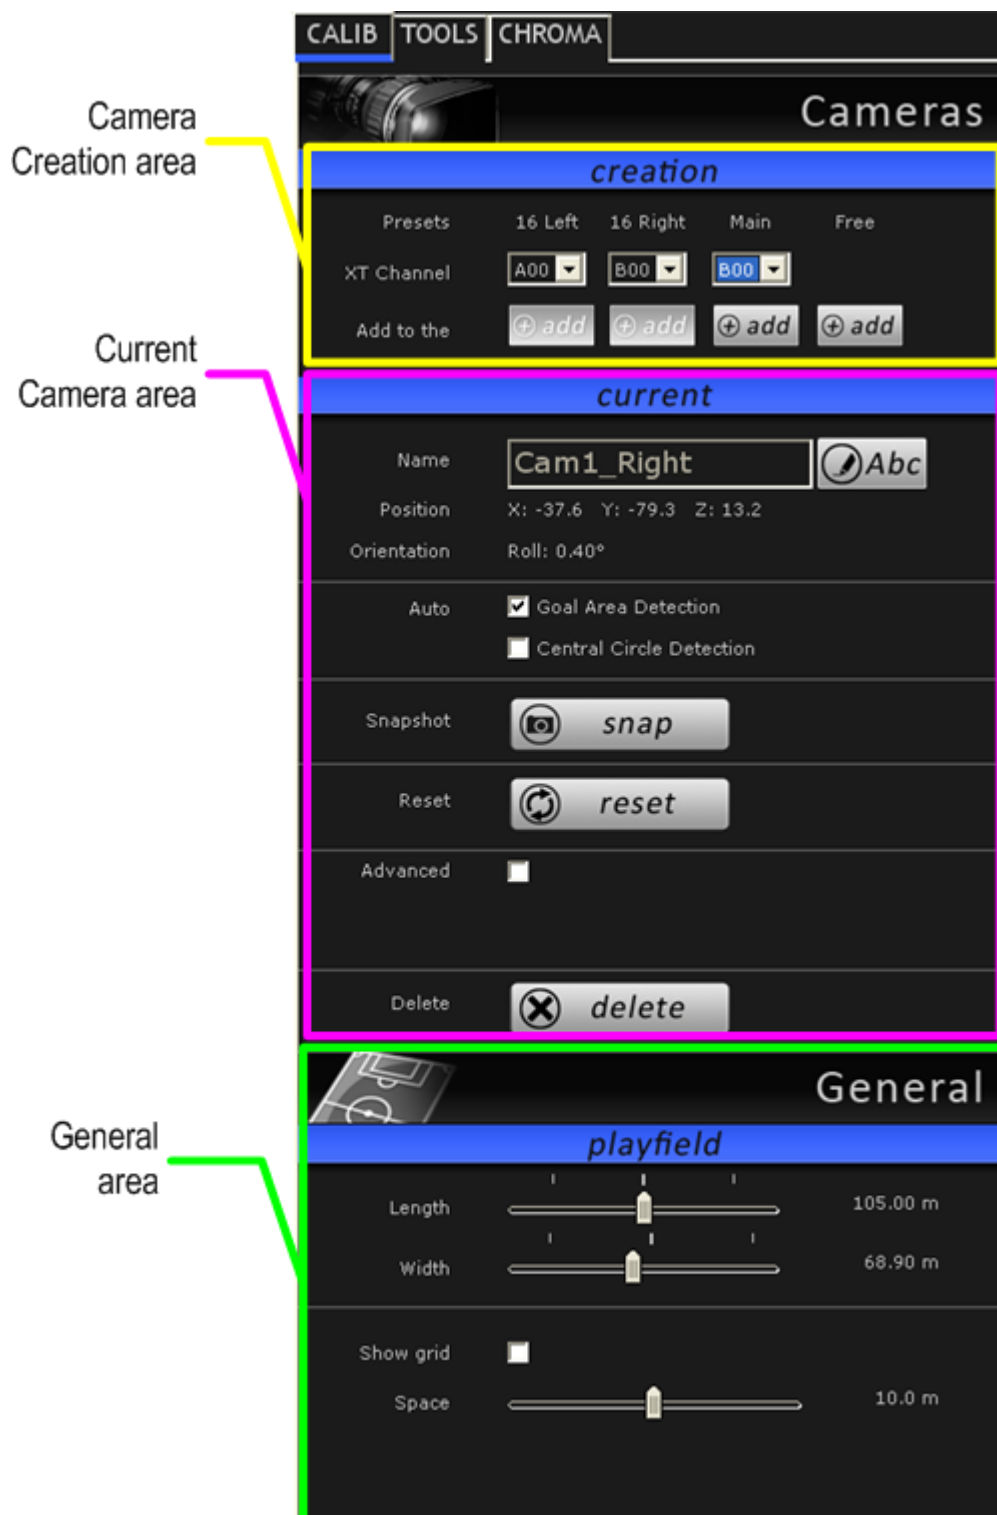 CALIB TOOLS CHROMA
Cameras
Camera
Creation area
creation
Presets 16 Left 16 Right Main Free
XT Channel A00 B00 B00
Add to the add add add add
Current
Camera area
current
Name Cam1_Right Abc
Position X: -37.6 Y: -79.3 Z: 13.2
Orientation Roll: 0.40°
Auto Goal Area Detection
Central Circle Detection
Snapshot snap
Reset reset
Advanced
Delete delete
General
General
area
playfield
Length 105.00 m
Width 68.90 m
Show grid
Space 10.0 m